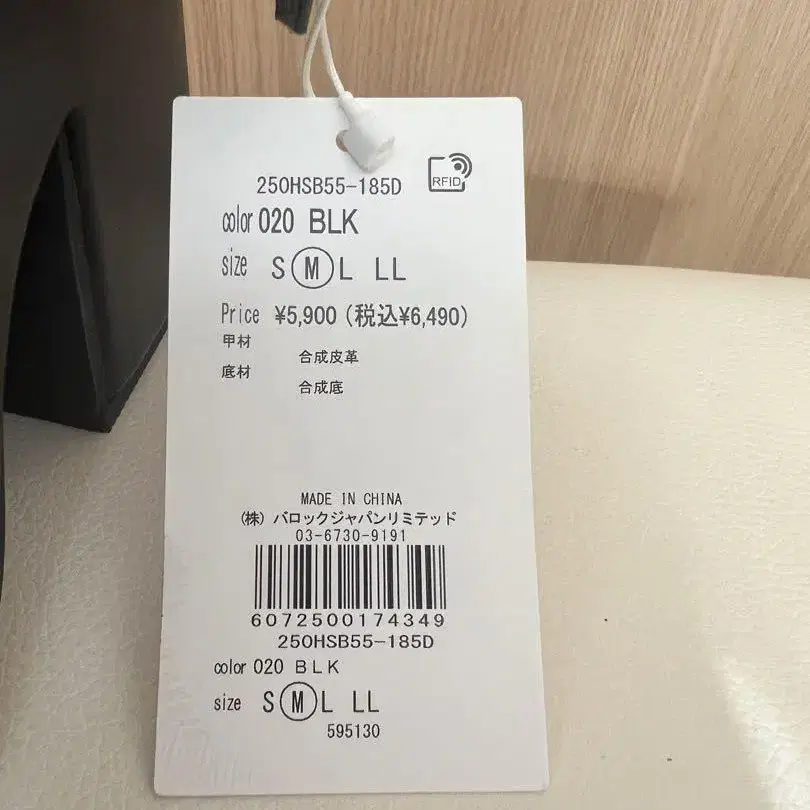 250HSB55-185D
RFID
color 020 BLK
size S M L LL
Price ¥5,900 (税込¥6,490)
甲材 合成皮革
底材 合成底
MADE IN CHINA
(株) バロックジャパンリミテッド
03-6730-9191
6072500174349
250HSB55-185D
color 020 BLK
size S M L LL
595130